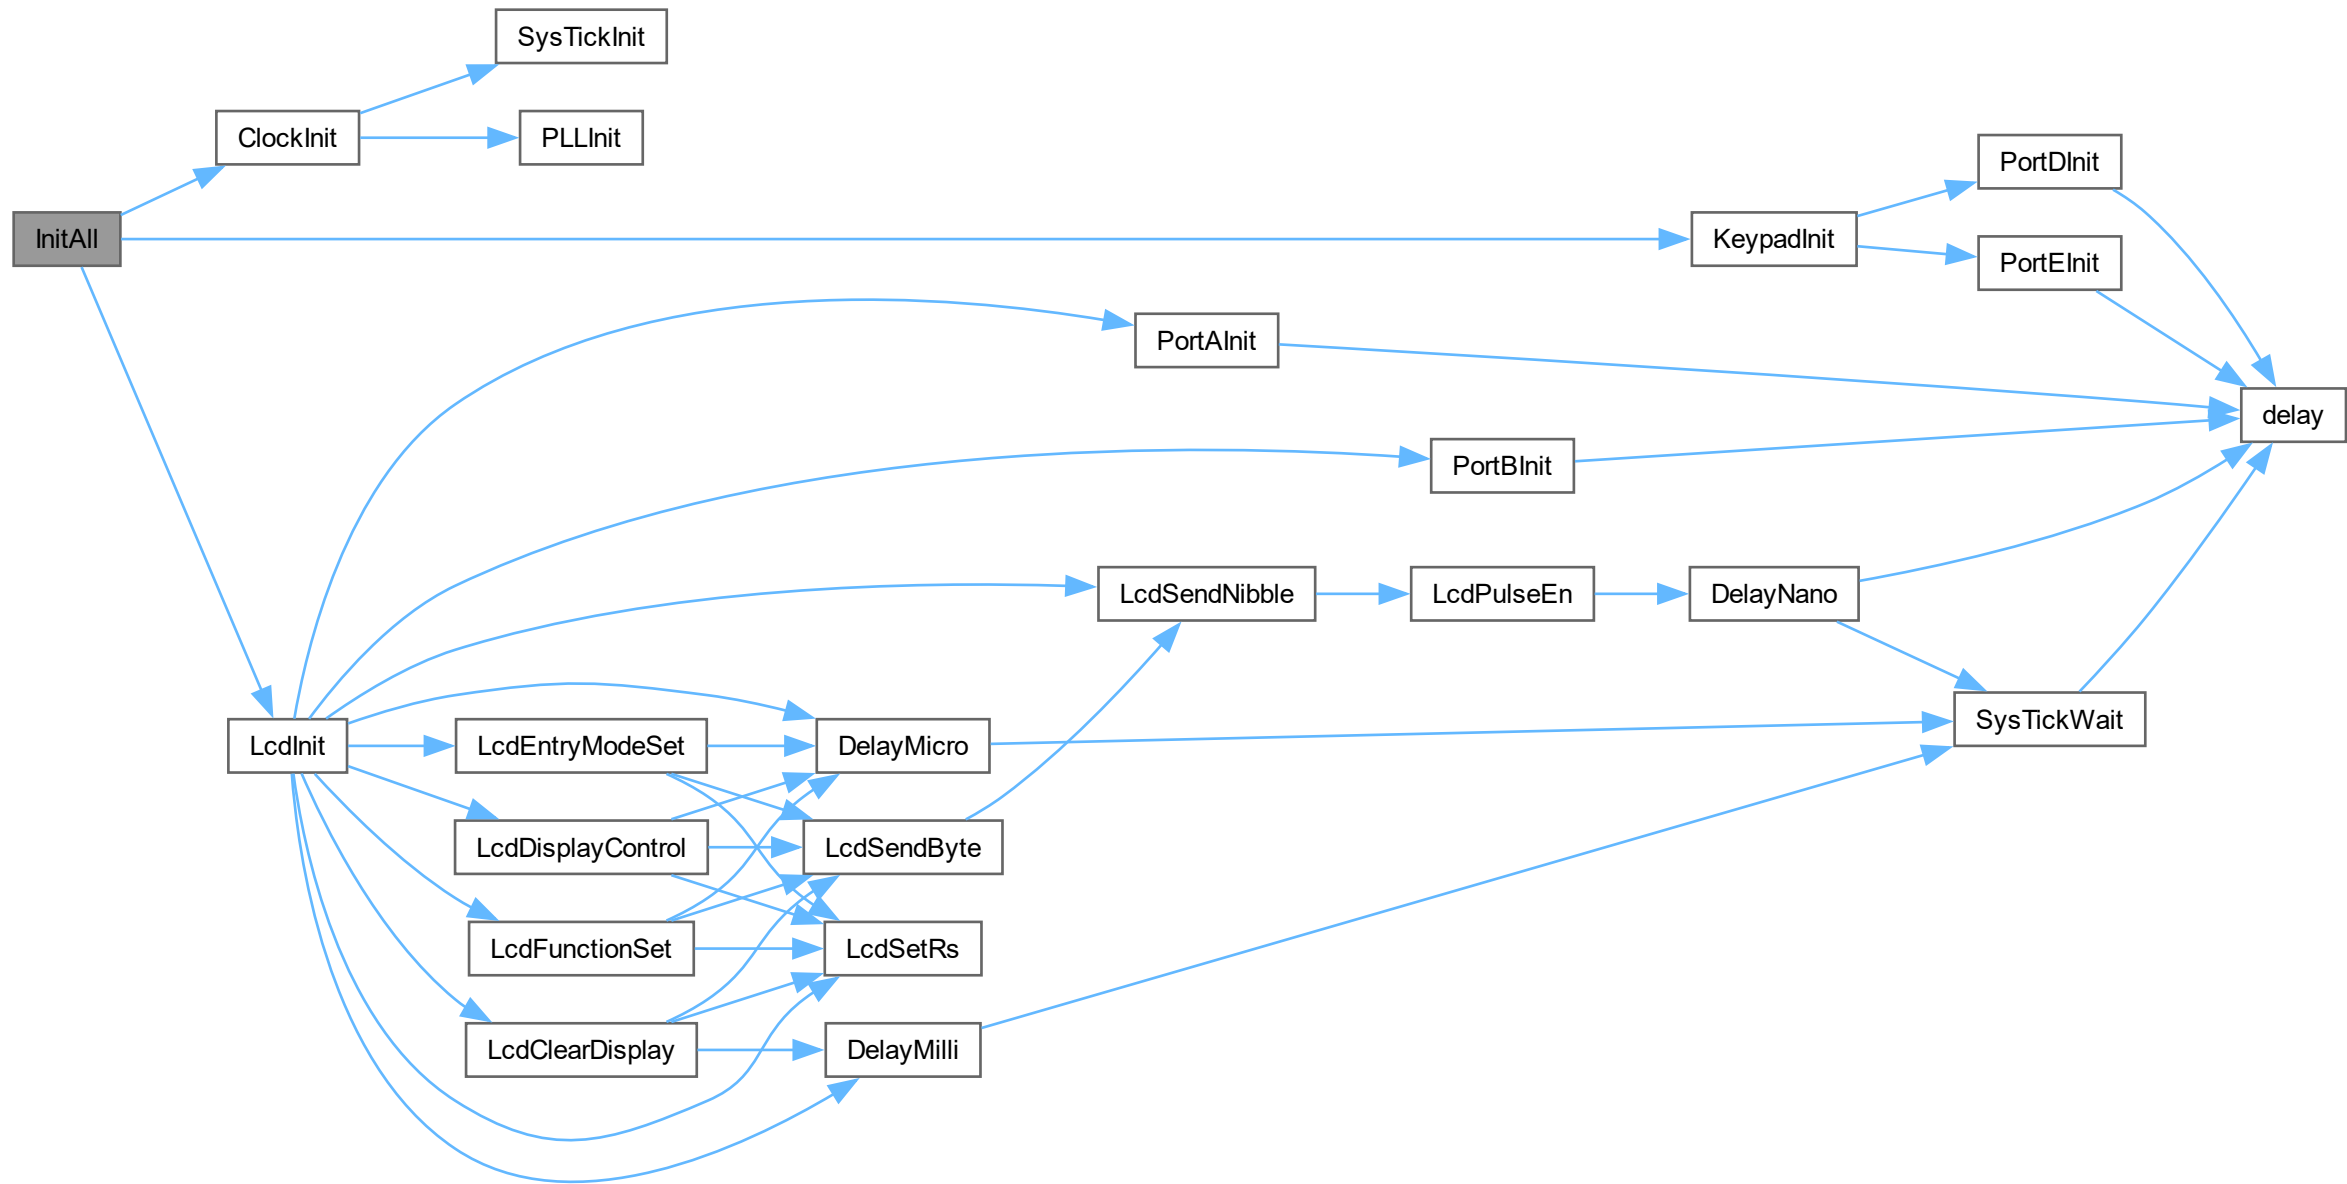 SysTickInit
ClockInit
PLLInit
PortDInit
InitAll
KeypadInit
PortEInit
PortAInit
delay
PortBInit
LcdSendNibble
LcdPulseEn
DelayNano
SysTickWait
LcdInit
LcdEntryModeSet
DelayMicro
LcdDisplayControl
LcdSendByte
LcdFunctionSet
LcdSetRs
LcdClearDisplay
DelayMilli